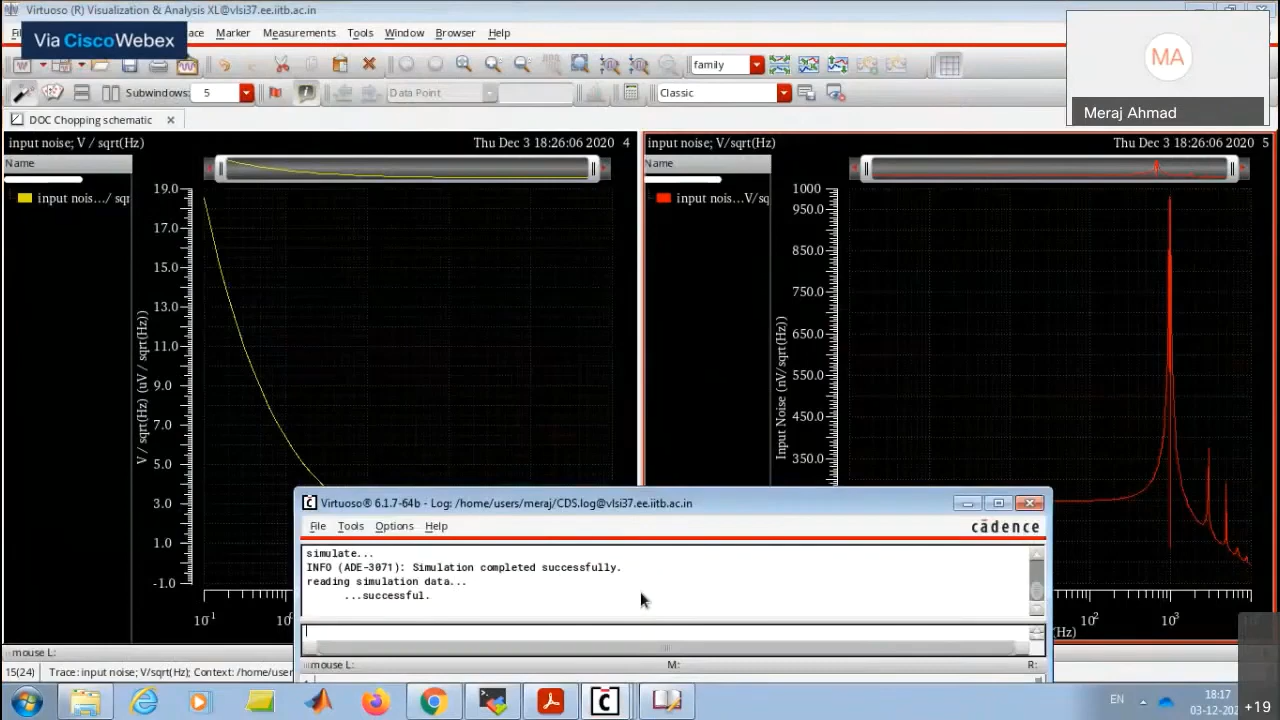 Virtuoso (R) Visualization & Analysis XL@vlsi37.ee.iitb.ac.in
Via Cisco Webex
Marker Measurements Tools Window Browser Help
family
Subwindows: 5
Data Point
Classic
MA
Meraj Ahmad
DOC Chopping schematic
input noise; V / sqrt(Hz)
Thu Dec 3 18:26:06 2020 4
Name
input nois.../ sqr
19.0
17.0
15.0
13.0
11.0
9.0
7.0
5.0
3.0
1.0
-1.0
V / sqrt(Hz) (uV / sqrt(Hz))
10-1
input noise; V/sqrt(Hz)
Thu Dec 3 18:26:06 2020 5
Name
input nois...V/sq
1000
950.0
850.0
750.0
650.0
550.0
450.0
350.0
Input Noise (nV/sqrt(Hz))
10²
10³
(Hz)
Virtuoso® 6.1.7-64b - Log: /home/users/meraj/CDS.log@vlsi37.ee.iitb.ac.in
File Tools Options Help
cādence
simulate...
INFO (ADE-3071): Simulation completed successfully.
reading simulation data...
...successful.
mouse L:
M:
R:
mouse L:
15(24)
Trace: input noise; V/sqrt(Hz); Context: /home/user
EN
18:17
03-12-202
+19